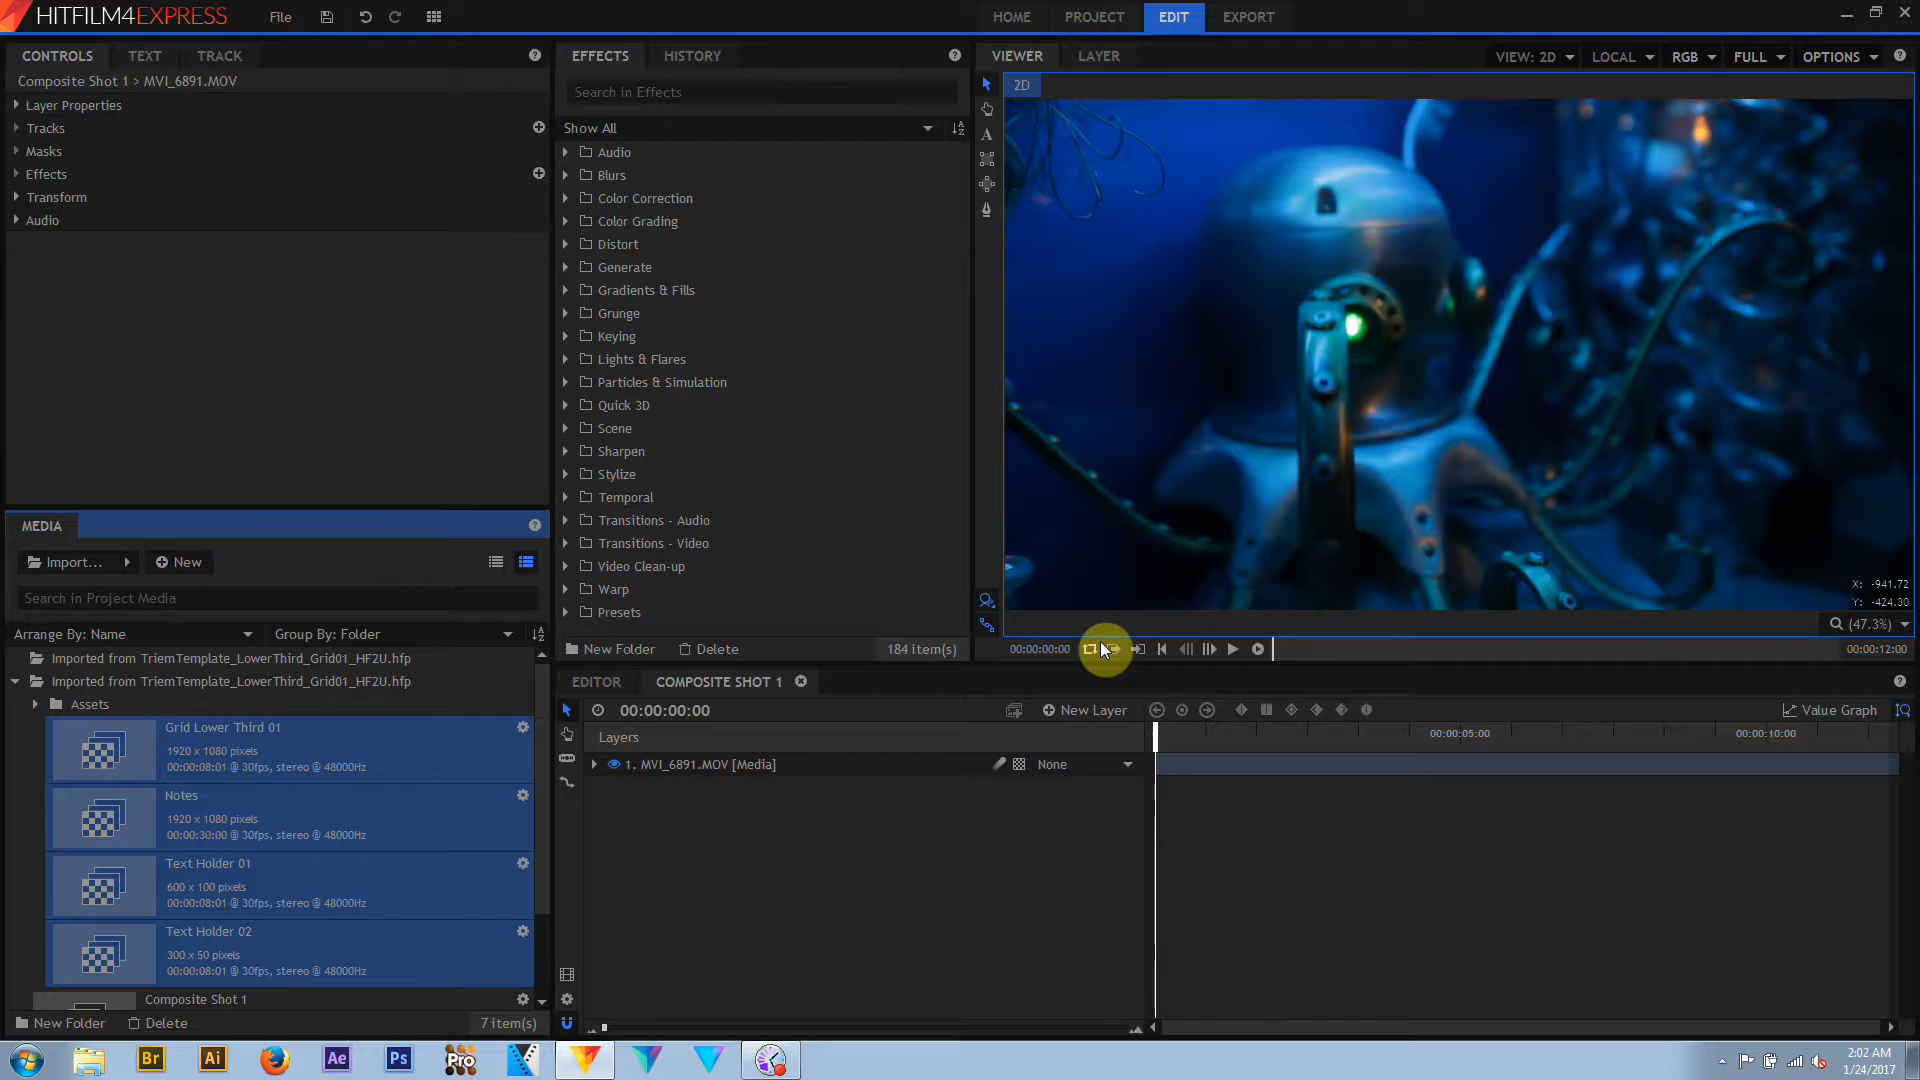 HITFILM4EXPRESS
File
HOME
PROJECT
EDIT
EXPORT
CONTROLS
TEXT
TRACK
Composite Shot 1 > MVI_6891.MOV
Layer Properties
Tracks
Masks
Effects
Transform
Audio
EFFECTS
HISTORY
Search in Effects
Show All
Audio
Blurs
Color Correction
Color Grading
Distort
Generate
Gradients & Fills
Grunge
Keying
Lights & Flares
Particles & Simulation
Quick 3D
Scene
Sharpen
Stylize
Temporal
Transitions - Audio
Transitions - Video
Video Clean-up
Warp
Presets
New Folder
Delete
184 item(s)
VIEWER
LAYER
VIEW: 2D
LOCAL
RGB
FULL
OPTIONS
2D
X: -941.72
Y: -424.30
(47.3%)
00:00:00:00
00:00:12:00
MEDIA
Import...
New
Search in Project Media
Arrange By: Name
Group By: Folder
Imported from TriemTemplate_LowerThird_Grid01_HF2U.hfp
Imported from TriemTemplate_LowerThird_Grid01_HF2U.hfp
Assets
Grid Lower Third 01
1920 x 1080 pixels
00:00:08:01 @ 30fps, stereo @ 48000Hz
Notes
1920 x 1080 pixels
00:00:30:00 @ 30fps, stereo @ 48000Hz
Text Holder 01
600 x 100 pixels
00:00:08:01 @ 30fps, stereo @ 48000Hz
Text Holder 02
300 x 50 pixels
00:00:08:01 @ 30fps, stereo @ 48000Hz
Composite Shot 1
New Folder
Delete
7 item(s)
EDITOR
COMPOSITE SHOT 1
00:00:00:00
New Layer
Value Graph
Layers
00:00:05:00
00:00:10:00
1. MVI_6891.MOV [Media]
None
Br
Ai
Ae
Ps
Pro
2:02 AM
1/24/2017